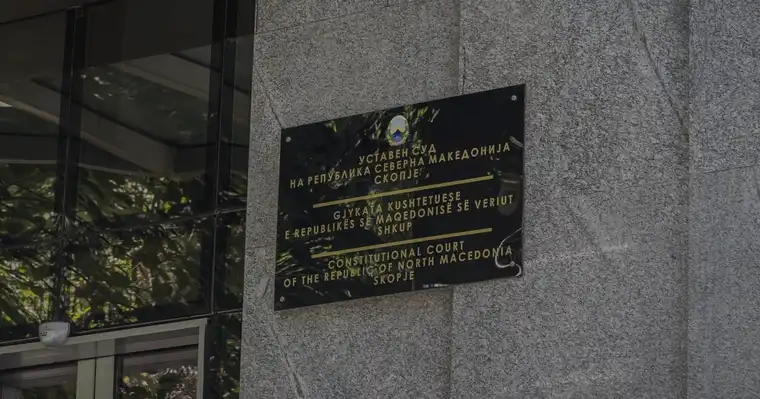 УСТАВЕН СУД
НА РЕПУБЛИКА СЕВЕРНА МАКЕДОНИЈА
СКОПЈЕ
GJYKATA KUSHTETUESE
E REPUBLIKËS SË MAQEDONISË SË VERIUT
SHKUP
CONSTITUTIONAL COURT
OF THE REPUBLIC OF NORTH MACEDONIA
SKOPJE